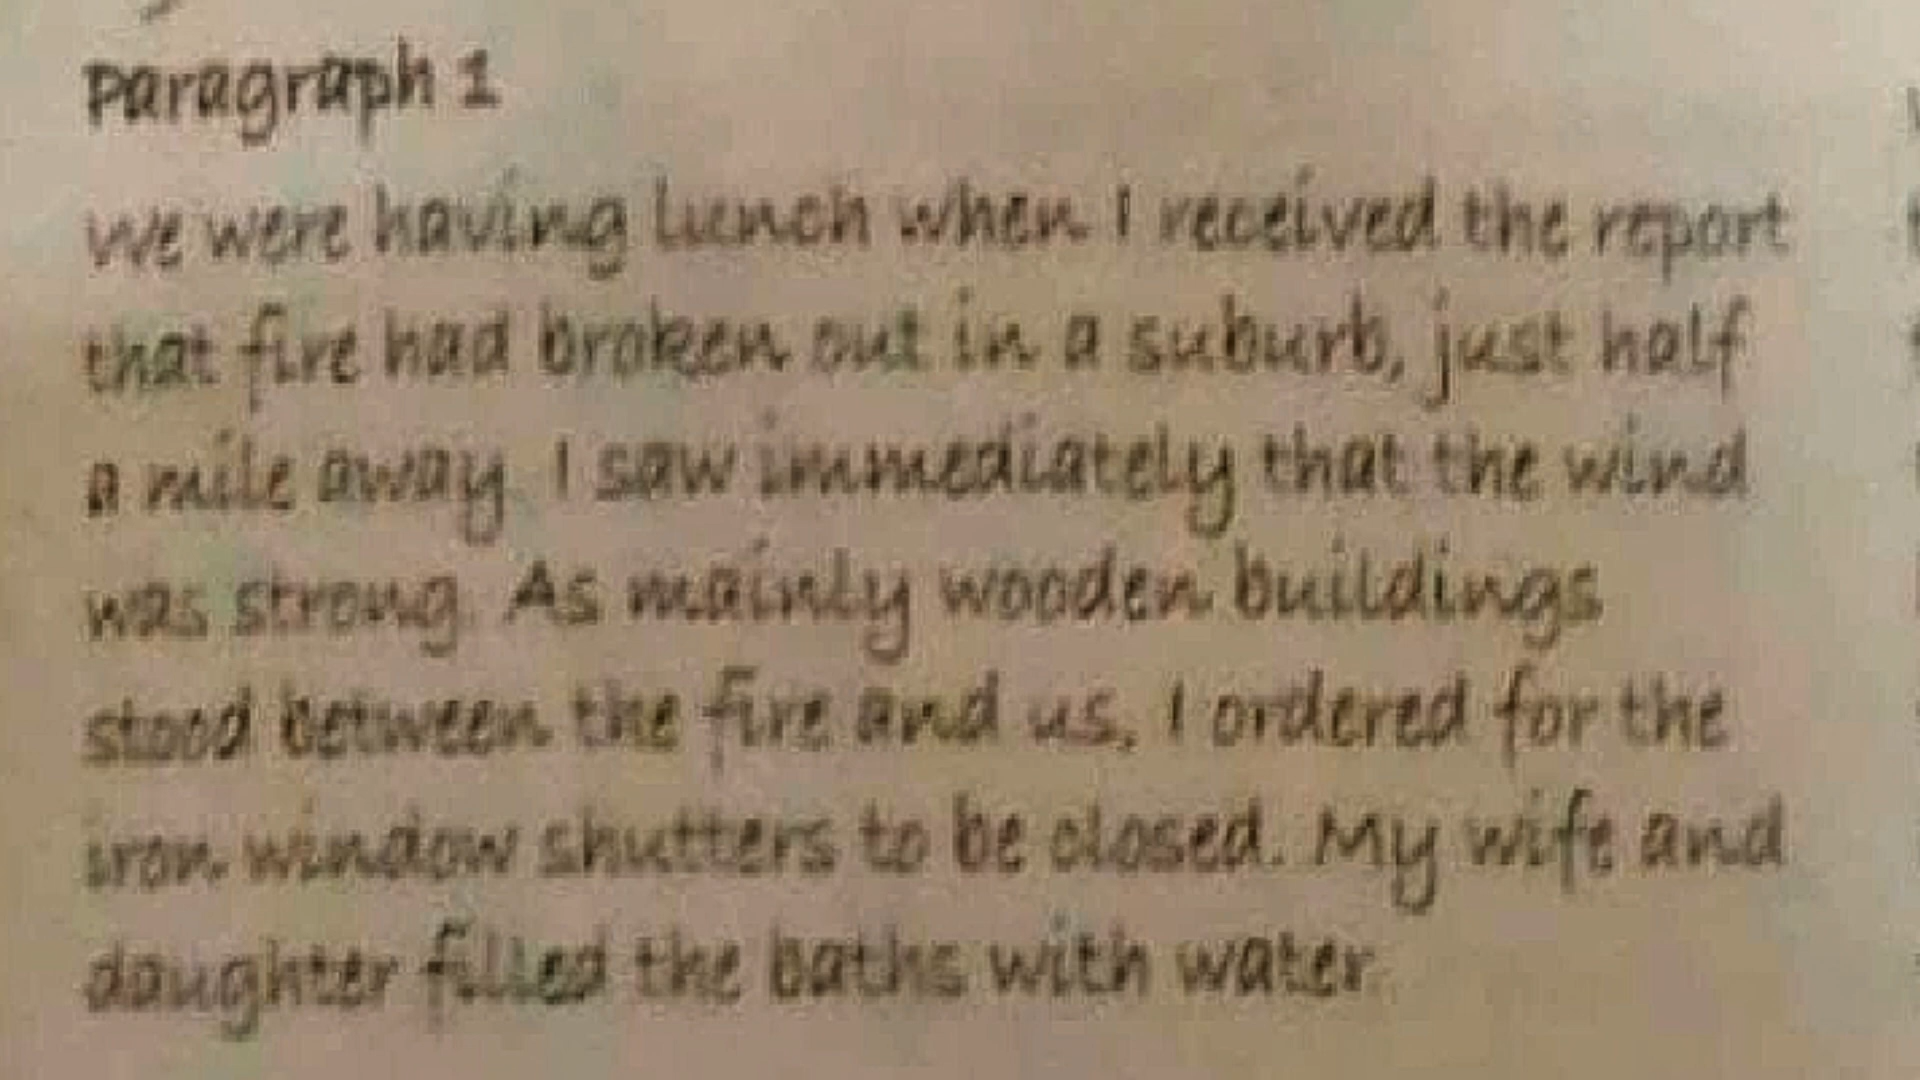 Paragraph 1
We were having lunch when I received the report
that fire had broken out in a suburb, just half
a mile away. I saw immediately that the wind
was strong. As mainly wooden buildings
stood between the fire and us, I ordered for the
iron window shutters to be closed. My wife and
daughter filled the baths with water.